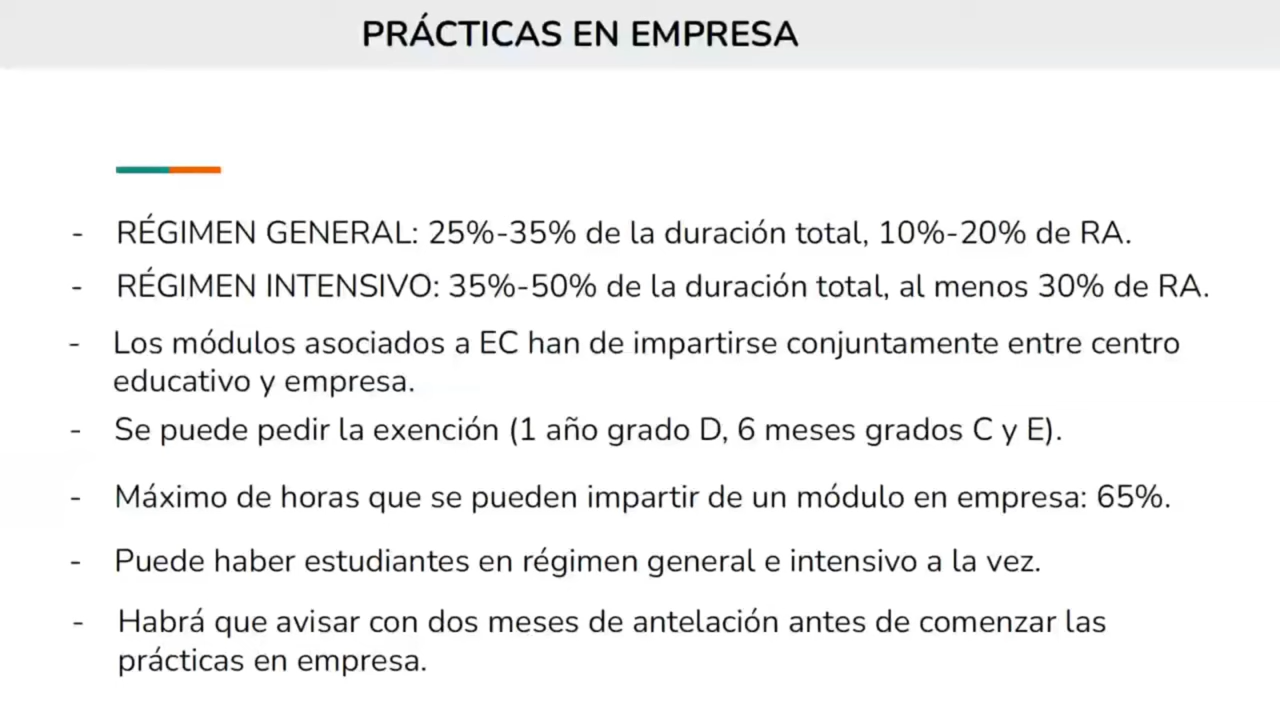 PRÁCTICAS EN EMPRESA
- RÉGIMEN GENERAL: 25%-35% de la duración total, 10%-20% de RA.
- RÉGIMEN INTENSIVO: 35%-50% de la duración total, al menos 30% de RA.
- Los módulos asociados a EC han de impartirse conjuntamente entre centro
educativo y empresa.
- Se puede pedir la exención (1 año grado D, 6 meses grados C y E).
- Máximo de horas que se pueden impartir de un módulo en empresa: 65%.
- Puede haber estudiantes en régimen general e intensivo a la vez.
- Habrá que avisar con dos meses de antelación antes de comenzar las
prácticas en empresa.